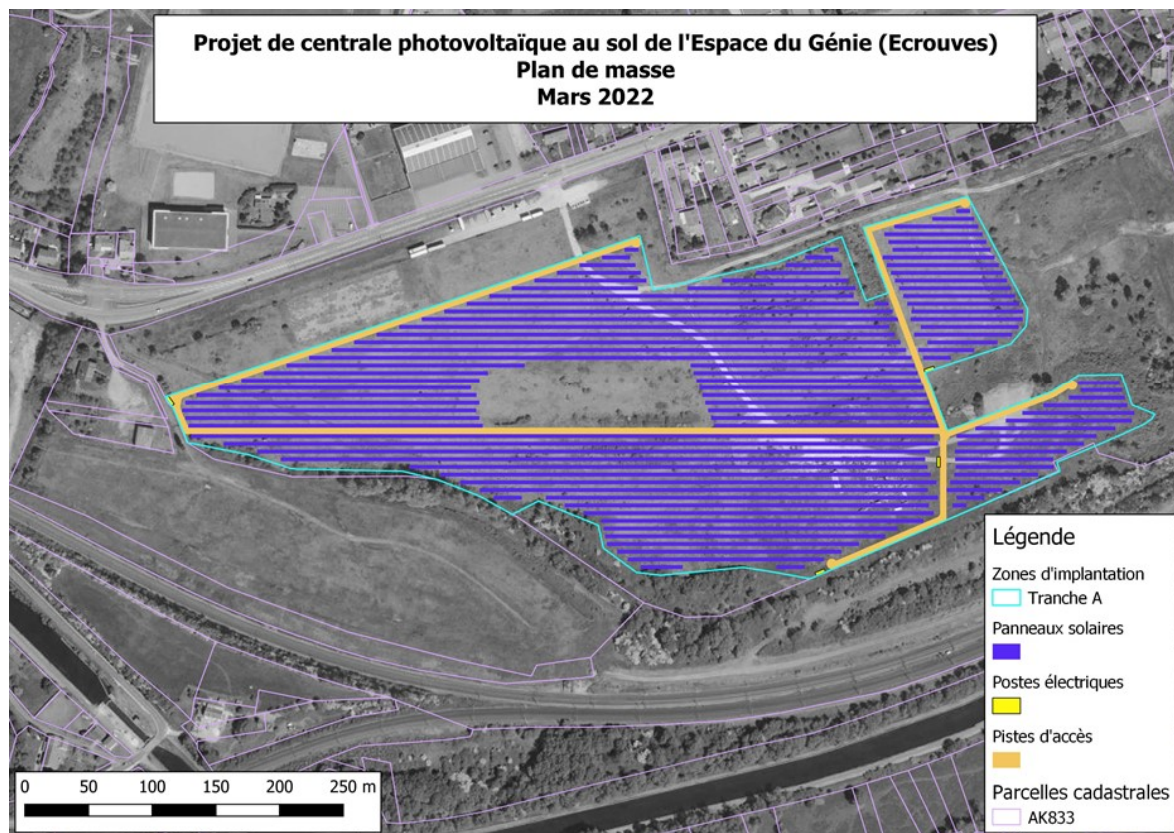 Projet de centrale photovoltaïque au sol de l'Espace du Génie (Ecrouves)
Plan de masse
Mars 2022
Légende
Zones d'implantation
Tranche A
Panneaux solaires
Postes électriques
Pistes d'accès
Parcelles cadastrales
AK833
0 50 100 150 200 250 m